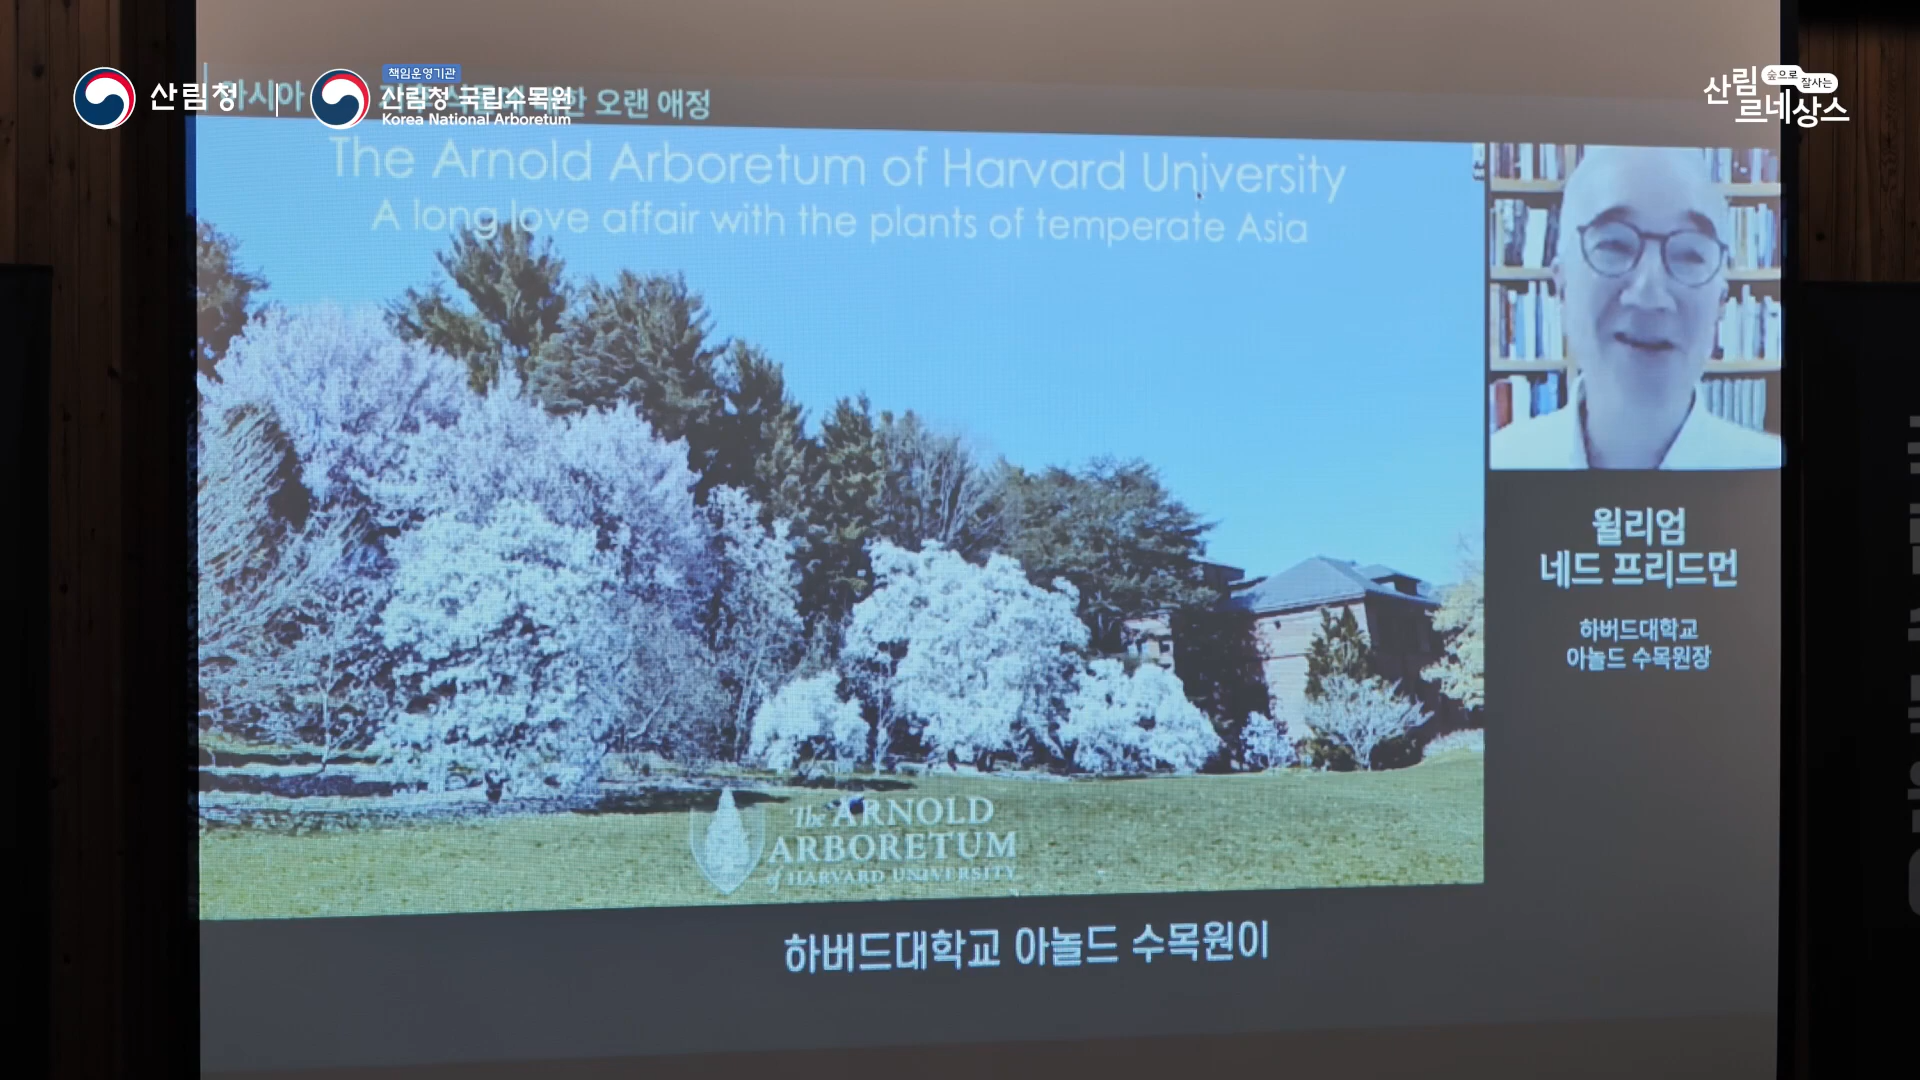 산림청
책임운영기관
산림청 국립수목원
Korea National Arboretum
산림
숲으로
잘사는
르네상스
아시아
오랜 애정
The Arnold Arboretum of Harvard University
A long love affair with the plants of temperate Asia
윌리엄
네드 프리드먼
하버드대학교
아놀드 수목원장
The ARNOLD
ARBORETUM
of HARVARD UNIVERSITY
하버드대학교 아놀드 수목원이